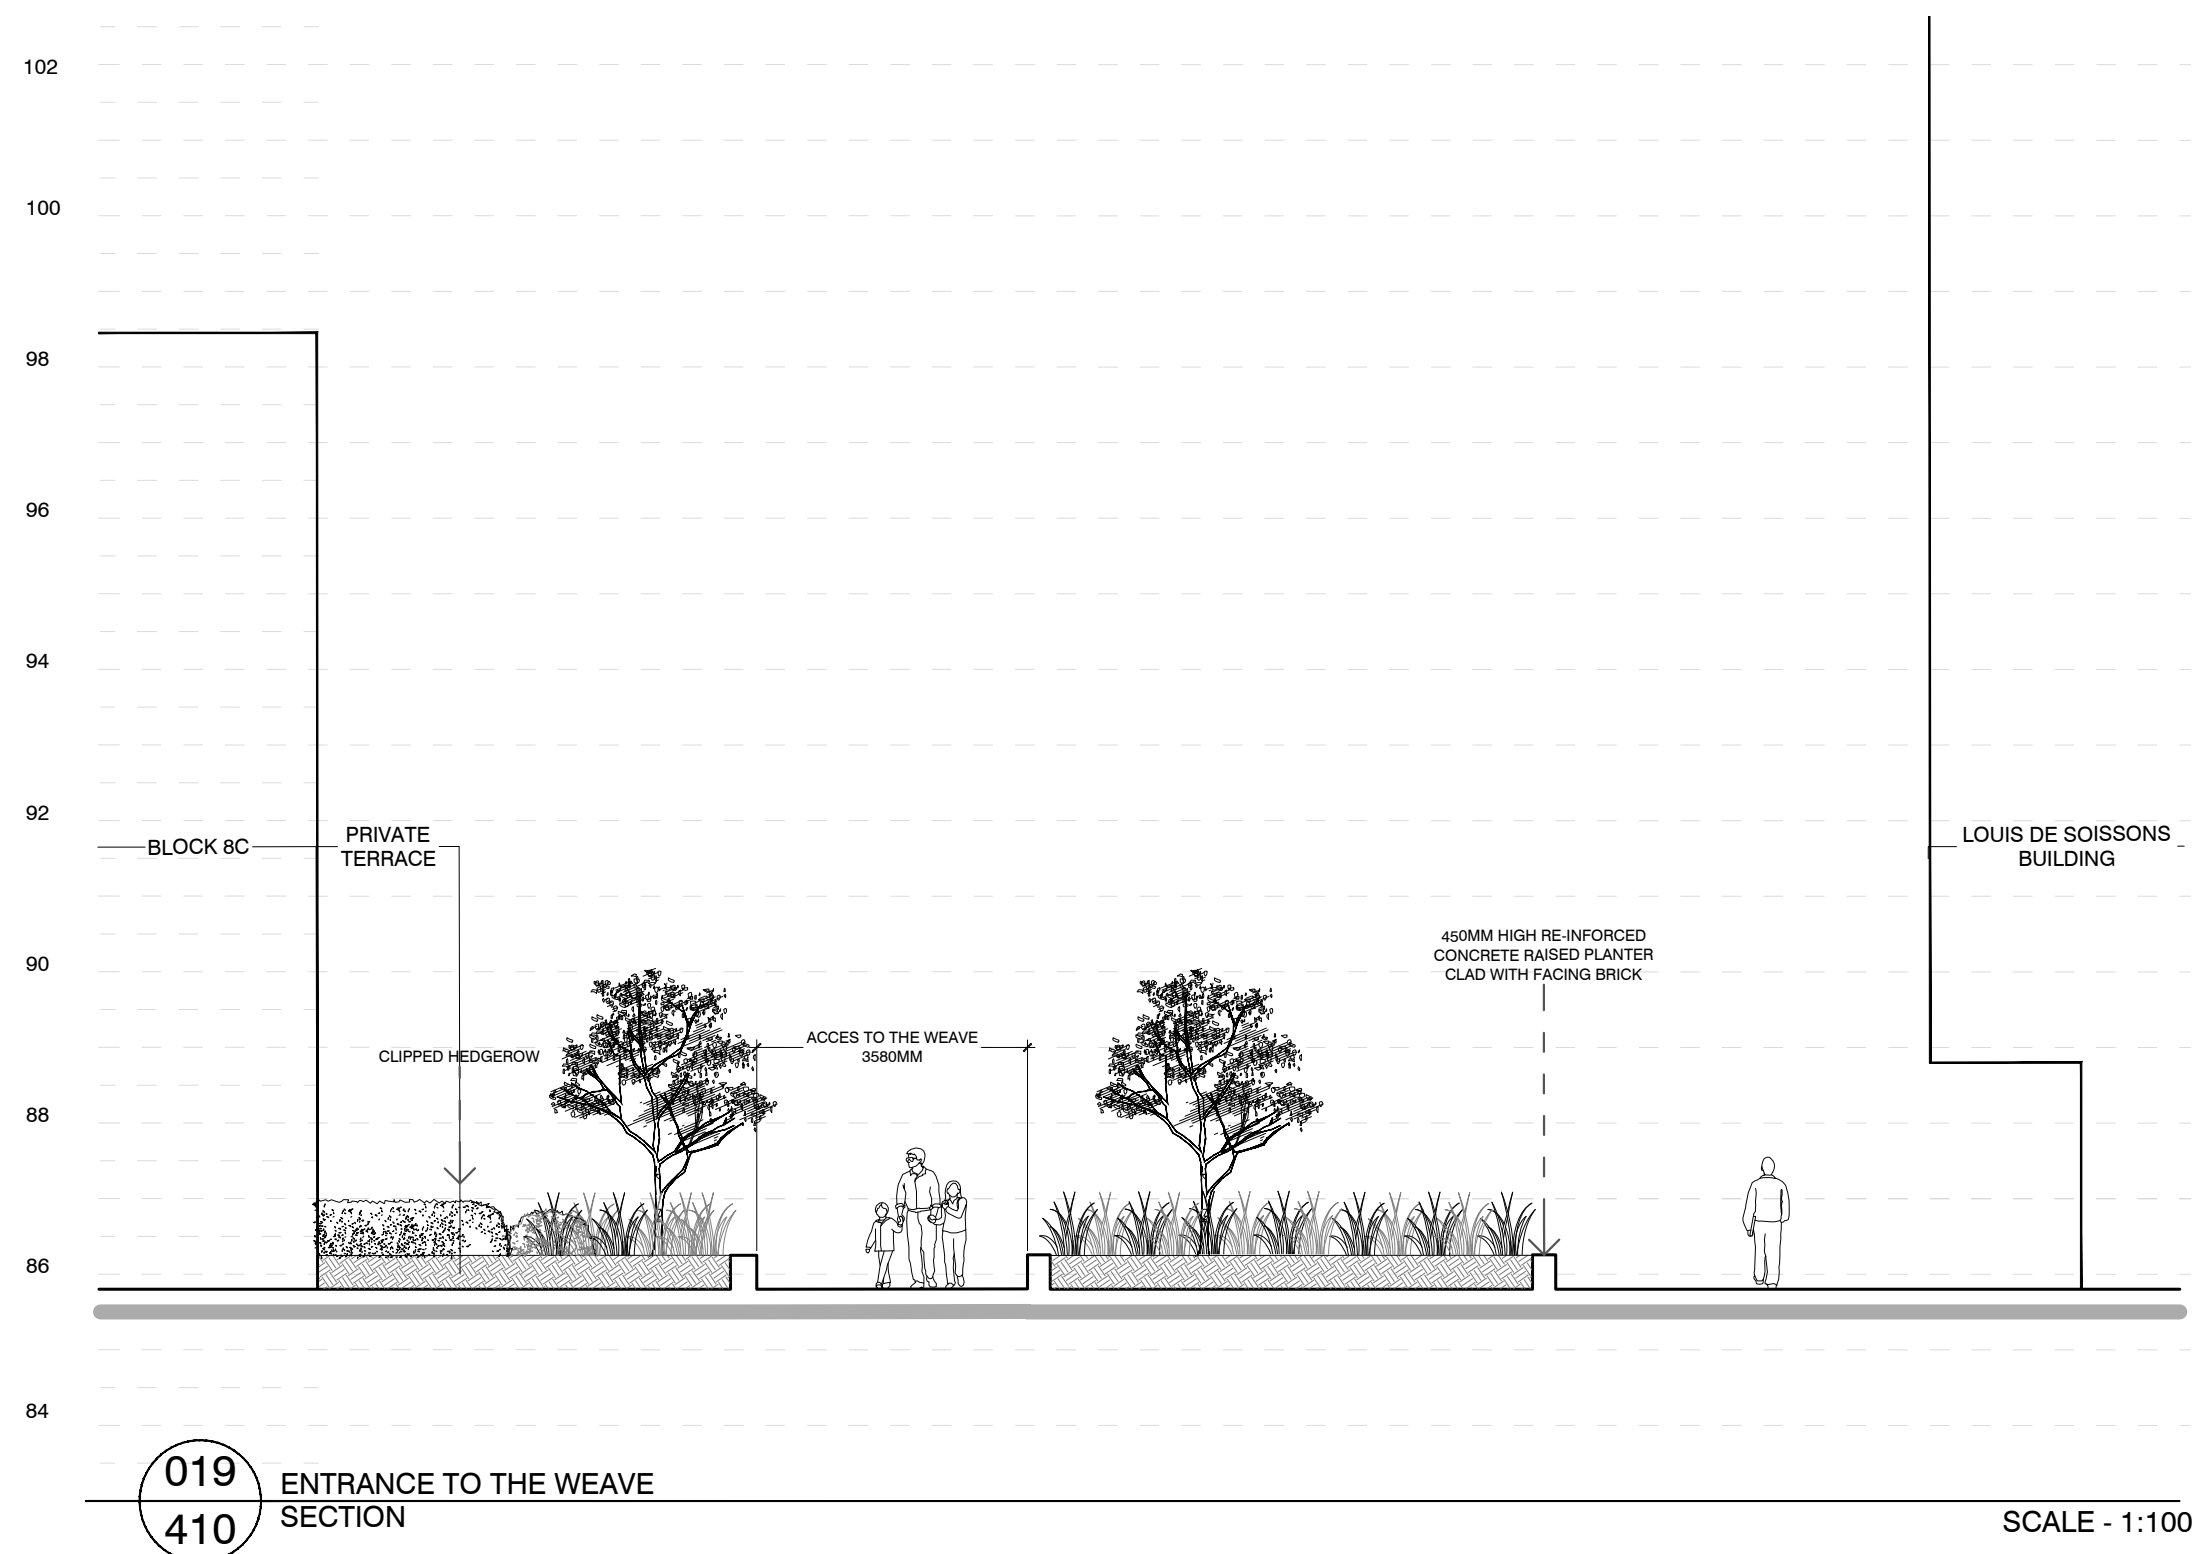 102
100
98
96
94
92
BLOCK 8C
PRIVATE
TERRACE
LOUIS DE SOISSONS
BUILDING
90
450MM HIGH RE-INFORCED
CONCRETE RAISED PLANTER
CLAD WITH FACING BRICK
ACCES TO THE WEAVE
3580MM
CLIPPED HEDGEROW
88
86
84
019
410
ENTRANCE TO THE WEAVE
SECTION
SCALE - 1:100